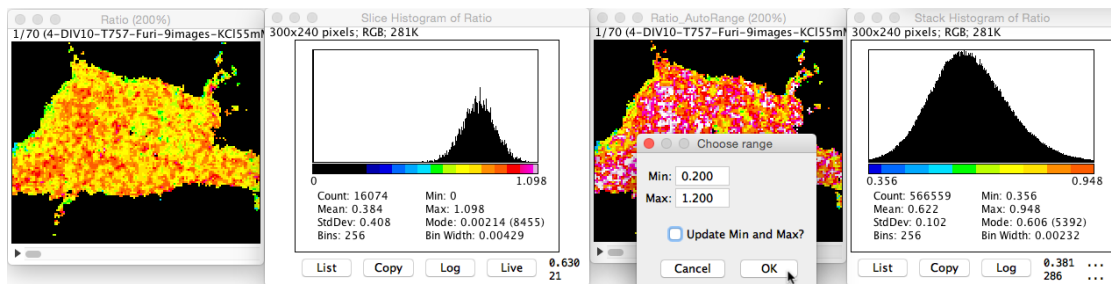 Ratio (200%)
1/70 (4-DIV10-T757-Furi-9images-KCl55mM
Slice Histogram of Ratio
300x240 pixels; RGB; 281K
0
1.098
Count: 16074
Min: 0
Mean: 0.384
Max: 1.098
StdDev: 0.408
Mode: 0.00214 (8455)
Bins: 256
Bin Width: 0.00429
List
Copy
Log
Live
0.630
21
Ratio_AutoRange (200%)
1/70 (4-DIV10-T757-Furi-9images-KCl55mM
Choose range
Min: 0.200
Max: 1.200
Update Min and Max?
Cancel
OK
Stack Histogram of Ratio
300x240 pixels; RGB; 281K
0.356
0.948
Count: 566559
Min: 0.356
Mean: 0.622
Max: 0.948
StdDev: 0.102
Mode: 0.606 (5392)
Bins: 256
Bin Width: 0.00232
List
Copy
Log
0.381 ...
286 ...